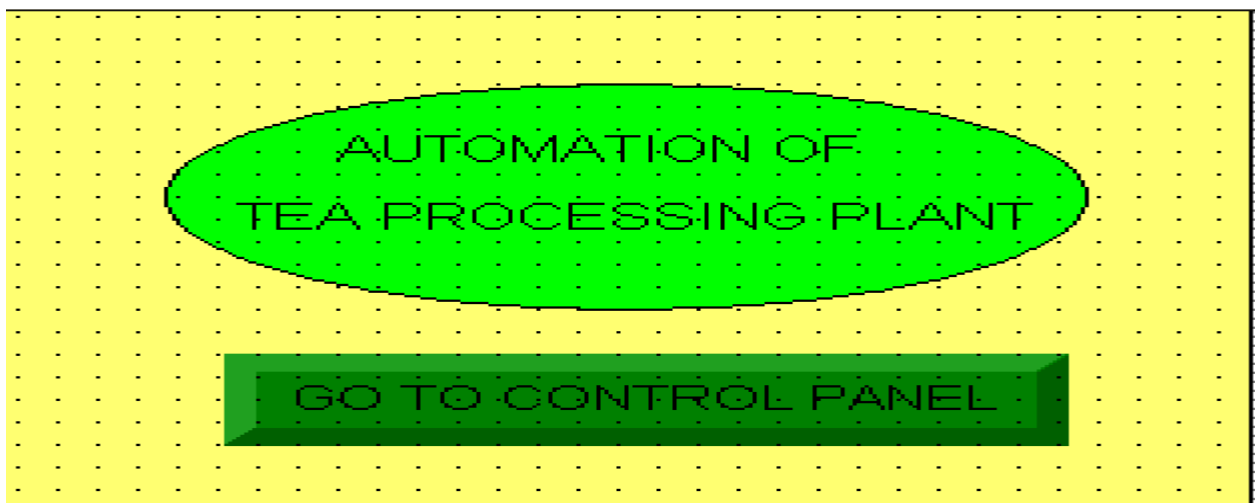 AUTOMATION OF
TEA PROCESSING PLANT
GO TO CONTROL PANEL